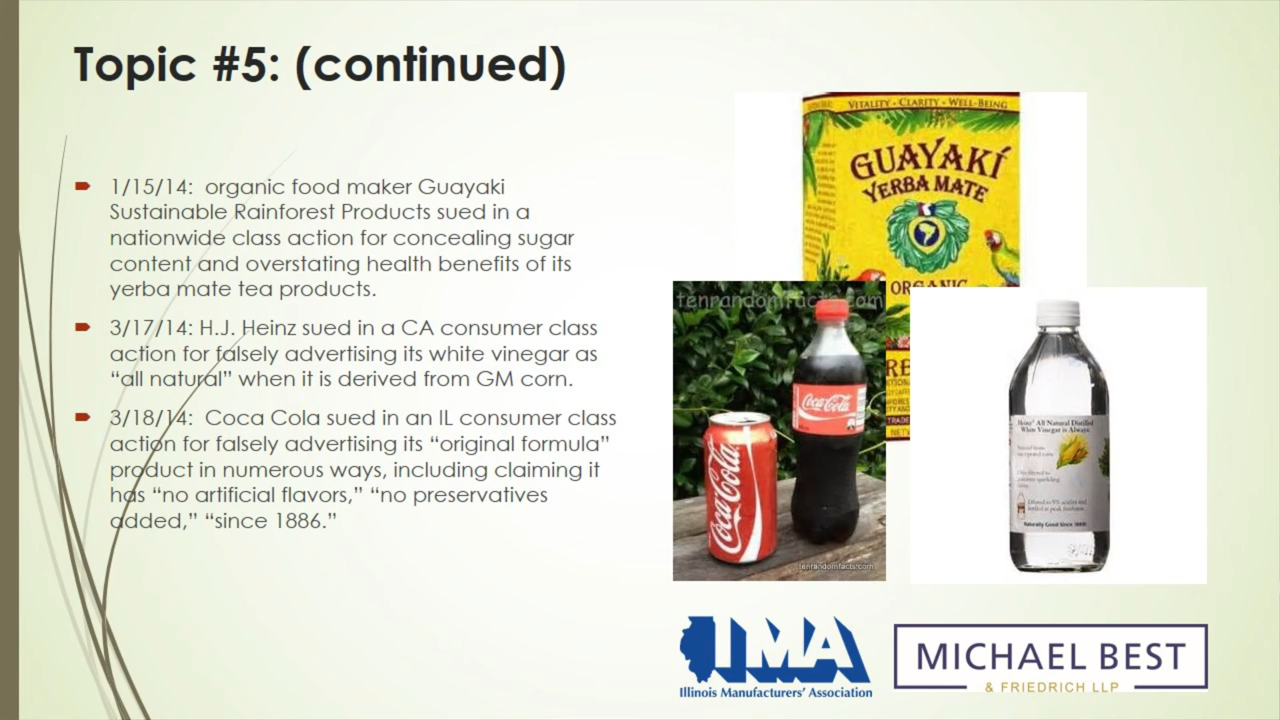 Topic #5: (continued)
1/15/14: organic food maker Guayaki
Sustainable Rainforest Products sued in a
nationwide class action for concealing sugar
content and overstating health benefits of its
yerba mate tea products.
3/17/14: H.J. Heinz sued in a CA consumer class
action for falsely advertising its white vinegar as
“all natural” when it is derived from GM corn.
3/18/14: Coca Cola sued in an IL consumer class
action for falsely advertising its “original formula”
product in numerous ways, including claiming it
has “no artificial flavors,” “no preservatives
added,” “since 1886.”
VITALITY • CLARITY • WELL-BEING
GUAYAKÍ
YERBA MATE
ORGANIC
tenrandomfacts.com
Coca-Cola
Coca-Cola
tenrandomfacts.com
Heinz® All Natural Distilled
White Vinegar is Always:
Naturally Good Since 1869!
IMA
Illinois Manufacturers’ Association
MICHAEL BEST
& FRIEDRICH LLP